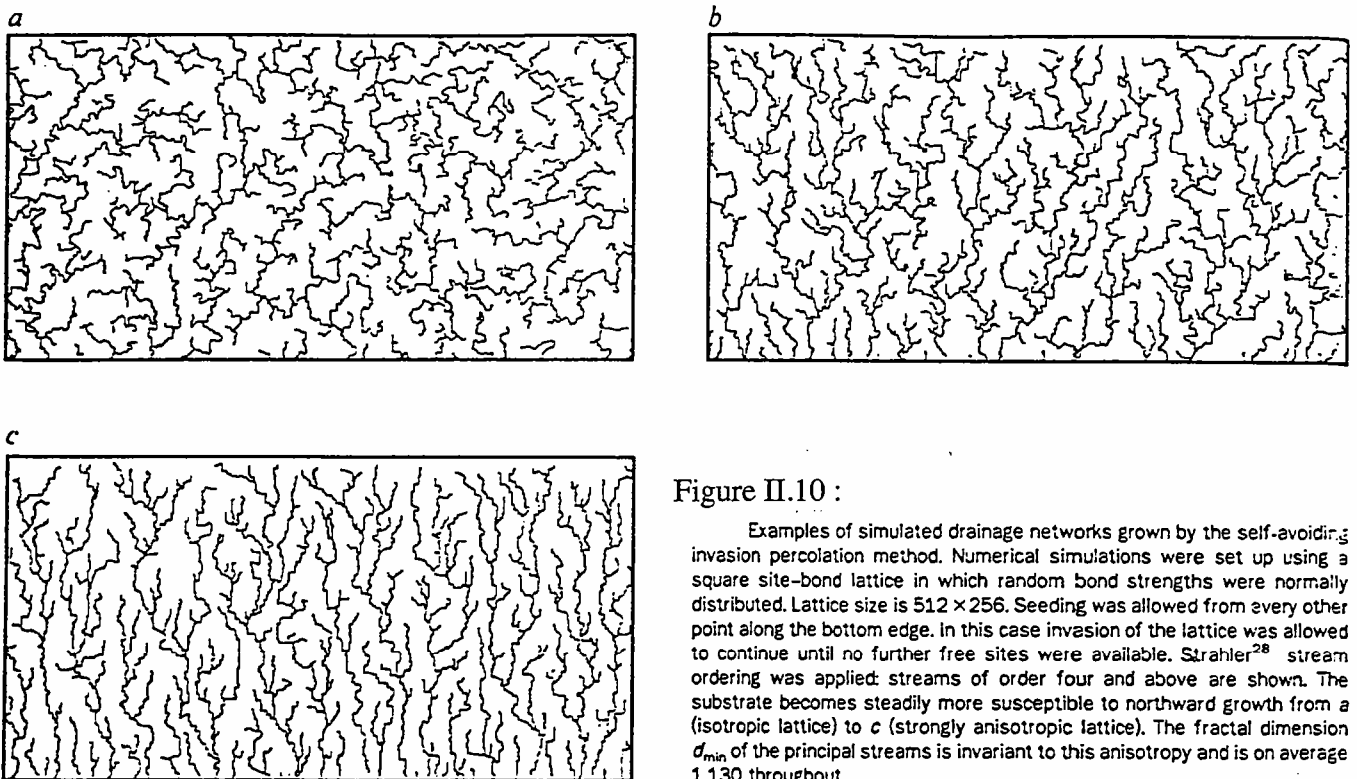 a
b
c
Figure II.10 :
Examples of simulated drainage networks grown by the self-avoiding
invasion percolation method. Numerical simulations were set up using a
square site–bond lattice in which random bond strengths were normally
distributed. Lattice size is 512 × 256. Seeding was allowed from every other
point along the bottom edge. In this case invasion of the lattice was allowed
to continue until no further free sites were available. Strahler²⁸ stream
ordering was applied: streams of order four and above are shown. The
substrate becomes steadily more susceptible to northward growth from a
(isotropic lattice) to c (strongly anisotropic lattice). The fractal dimension
dmin of the principal streams is invariant to this anisotropy and is on average
1.130 throughout